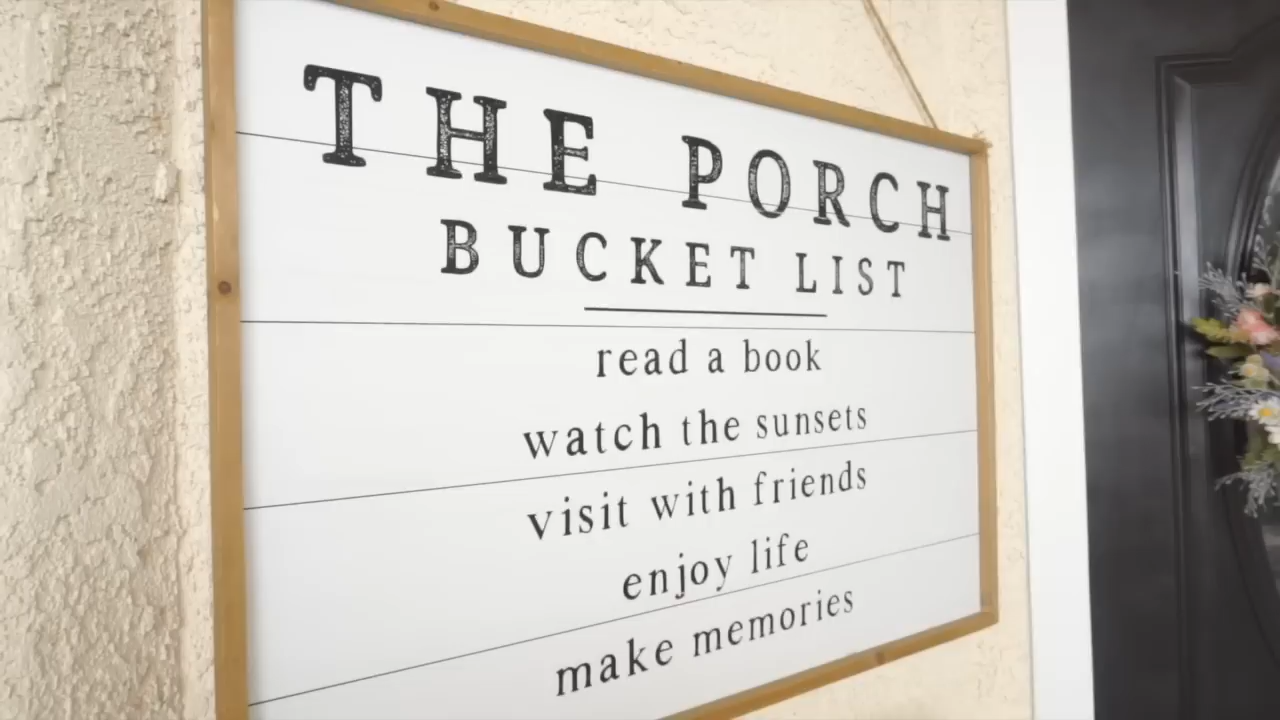 THE PORCH
BUCKET LIST
read a book
watch the sunsets
visit with friends
enjoy life
make memories